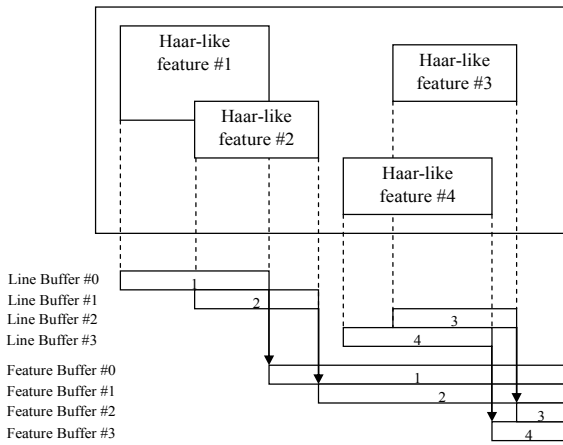 Haar-like
feature #1
Haar-like
feature #2
Haar-like
feature #3
Haar-like
feature #4
Line Buffer #0
1
Line Buffer #1
2
Line Buffer #2
3
Line Buffer #3
4
Feature Buffer #0
1
Feature Buffer #1
2
Feature Buffer #2
3
Feature Buffer #3
4